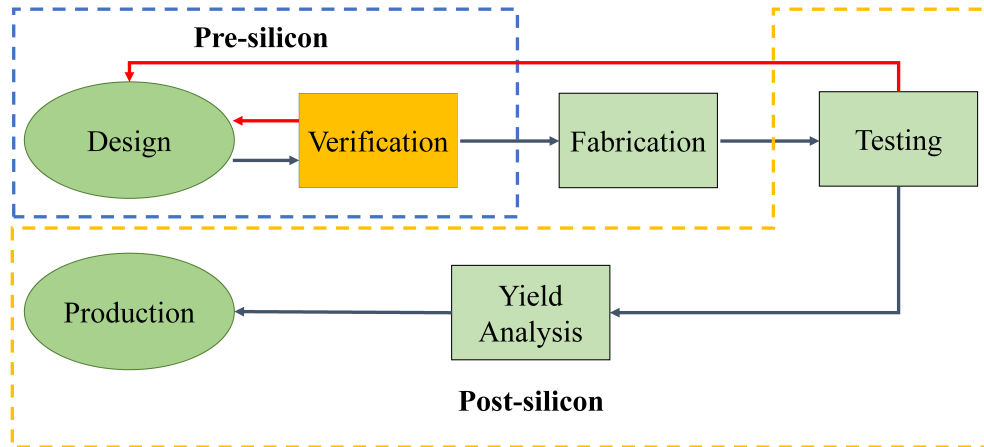 Pre-silicon
Design
Verification
Fabrication
Testing
Production
Yield
Analysis
Post-silicon